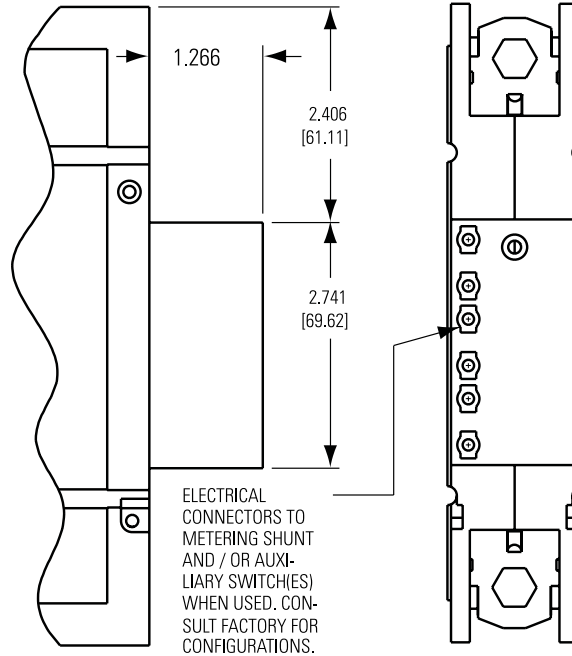 1.266
2.406
[61.11]
2.741
[69.62]
ELECTRICAL
CONNECTORS TO
METERING SHUNT
AND / OR AUXI-
LIARY SWITCH(ES)
WHEN USED. CON-
SULT FACTORY FOR
CONFIGURATIONS.